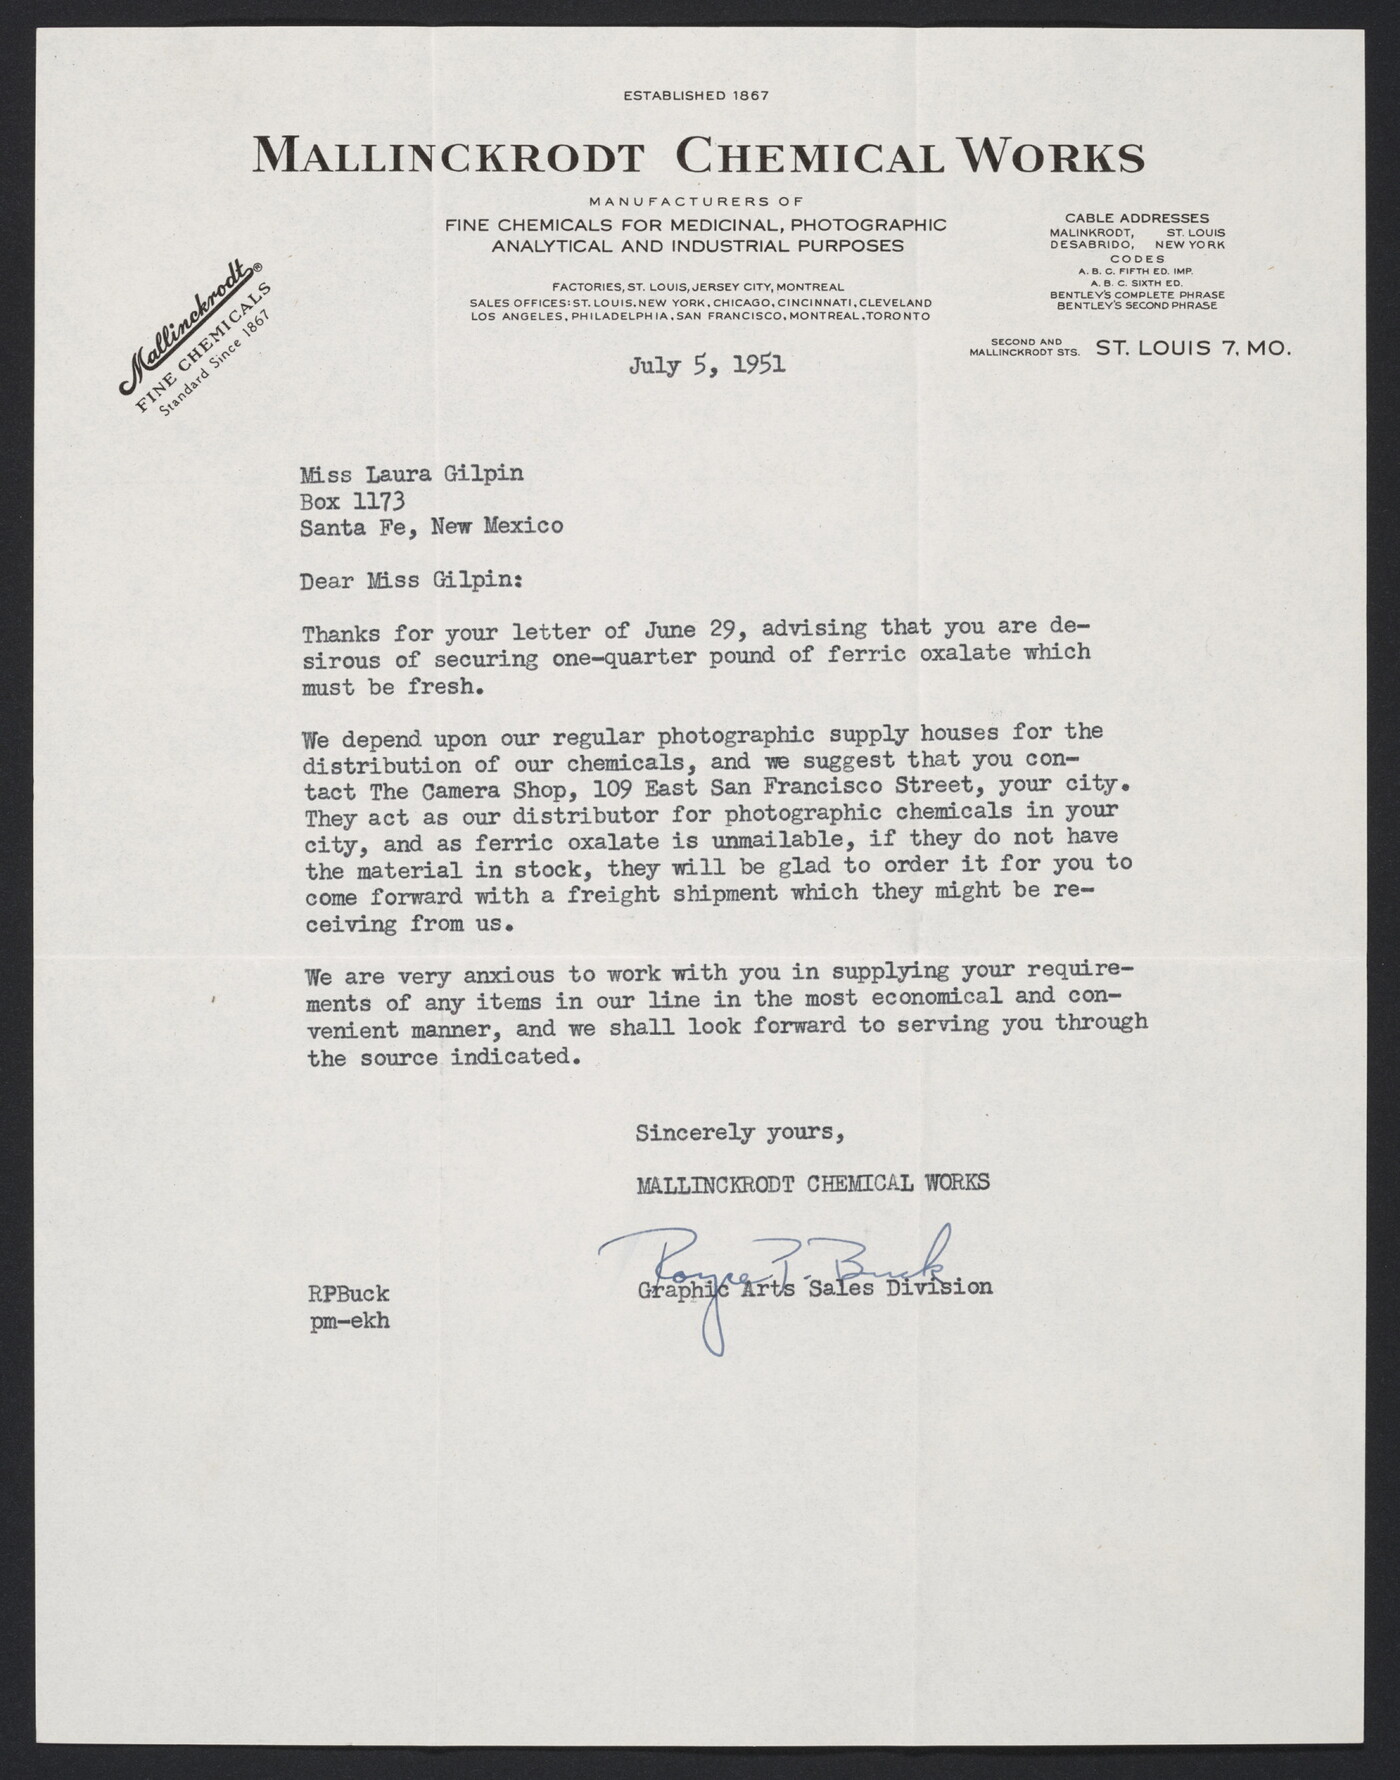 ESTABLISHED 1867
MALLINCKRODT CHEMICAL WORKS
MANUFACTURERS OF
FINE CHEMICALS FOR MEDICINAL, PHOTOGRAPHIC
ANALYTICAL AND INDUSTRIAL PURPOSES
FACTORIES, ST. LOUIS, JERSEY CITY, MONTREAL
SALES OFFICES: ST. LOUIS, NEW YORK, CHICAGO, CINCINNATI, CLEVELAND
LOS ANGELES, PHILADELPHIA, SAN FRANCISCO, MONTREAL, TORONTO
CABLE ADDRESSES
MALINKRODT, ST. LOUIS
DESABRIDO, NEW YORK
CODES
A. B. C. FIFTH ED. IMP.
A. B. C. SIXTH ED.
BENTLEY'S COMPLETE PHRASE
BENTLEY'S SECOND PHRASE
SECOND AND
MALLINCKRODT STS. ST. LOUIS 7, MO.
Mallinckrodt®
FINE CHEMICALS
Standard Since 1867
July 5, 1951
Miss Laura Gilpin
Box 1173
Santa Fe, New Mexico
Dear Miss Gilpin:
Thanks for your letter of June 29, advising that you are de-
sirous of securing one-quarter pound of ferric oxalate which
must be fresh.
We depend upon our regular photographic supply houses for the
distribution of our chemicals, and we suggest that you con-
tact The Camera Shop, 109 East San Francisco Street, your city.
They act as our distributor for photographic chemicals in your
city, and as ferric oxalate is unmailable, if they do not have
the material in stock, they will be glad to order it for you to
come forward with a freight shipment which they might be re-
ceiving from us.
We are very anxious to work with you in supplying your require-
ments of any items in our line in the most economical and con-
venient manner, and we shall look forward to serving you through
the source indicated.
Sincerely yours,
MALLINCKRODT CHEMICAL WORKS
Royce P. Buck
Graphic Arts Sales Division
RPBuck
pm-ekh